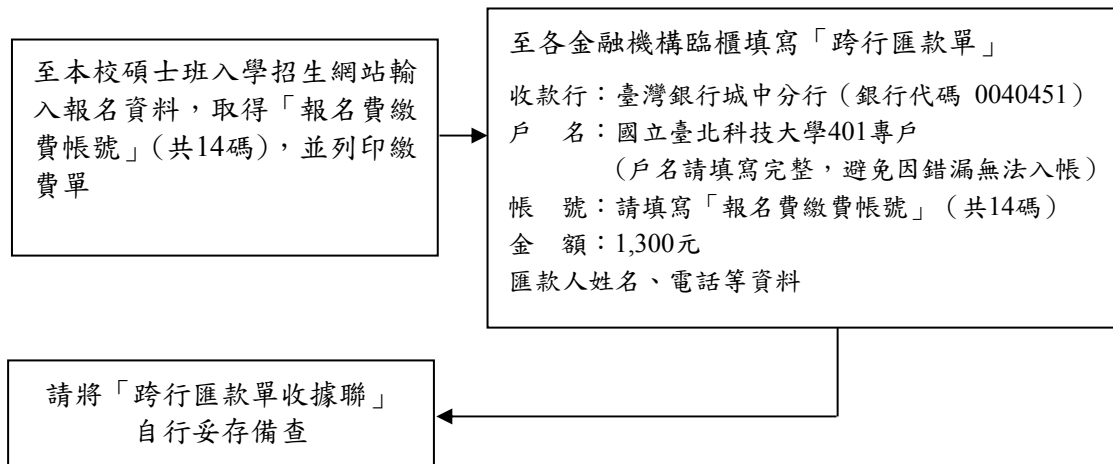 至本校碩士班入學招生網站輸
入報名資料，取得「報名費繳
費帳號」（共14碼），並列印繳
費單
至各金融機構臨櫃填寫「跨行匯款單」
收款行：臺灣銀行城中分行（銀行代碼 0040451）
戶　名：國立臺北科技大學401專戶
（戶名請填寫完整，避免因錯漏無法入帳）
帳　號：請填寫「報名費繳費帳號」（共14碼）
金　額：1,300元
匯款人姓名、電話等資料
請將「跨行匯款單收據聯」
自行妥存備查